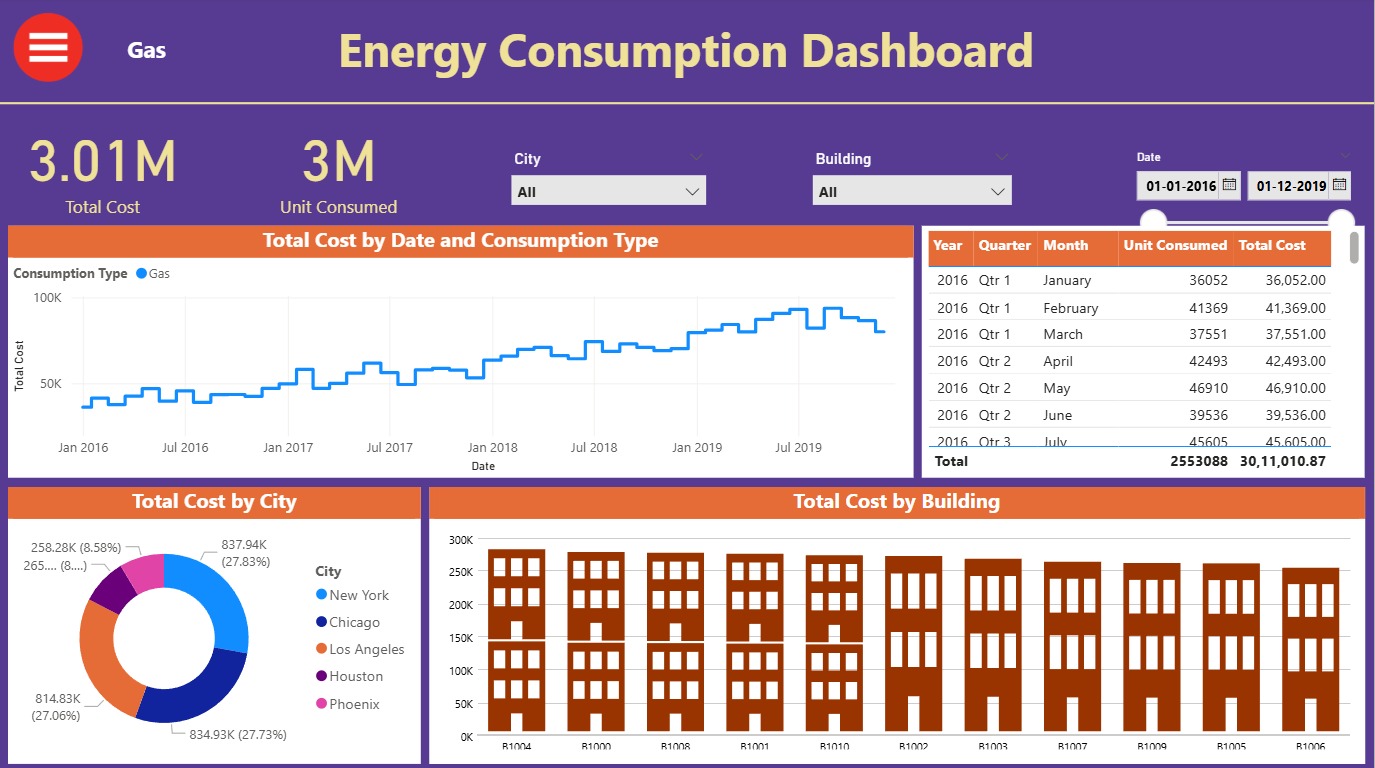 Gas
Energy Consumption Dashboard
3.01M
Total Cost
3M
Unit Consumed
City
All
Building
All
Date
01-01-2016
01-12-2019
Total Cost by Date and Consumption Type
Consumption Type Gas
100K
50K
Total Cost
Jan 2016 Jul 2016 Jan 2017 Jul 2017 Jan 2018 Jul 2018 Jan 2019 Jul 2019
Date
Year Quarter Month Unit Consumed Total Cost
2016 Qtr 1 January 36052 36,052.00
2016 Qtr 1 February 41369 41,369.00
2016 Qtr 1 March 37551 37,551.00
2016 Qtr 2 April 42493 42,493.00
2016 Qtr 2 May 46910 46,910.00
2016 Qtr 2 June 39536 39,536.00
2016 Qtr 3 July 45605 45,605.00
Total 2553088 30,11,010.87
Total Cost by City
258.28K (8.58%)
265.... (8....)
837.94K
(27.83%)
814.83K
(27.06%)
834.93K (27.73%)
City
New York
Chicago
Los Angeles
Houston
Phoenix
Total Cost by Building
300K
250K
200K
150K
100K
50K
0K
B1004 B1000 B1008 B1001 B1010 B1002 B1003 B1007 B1009 B1005 B1006